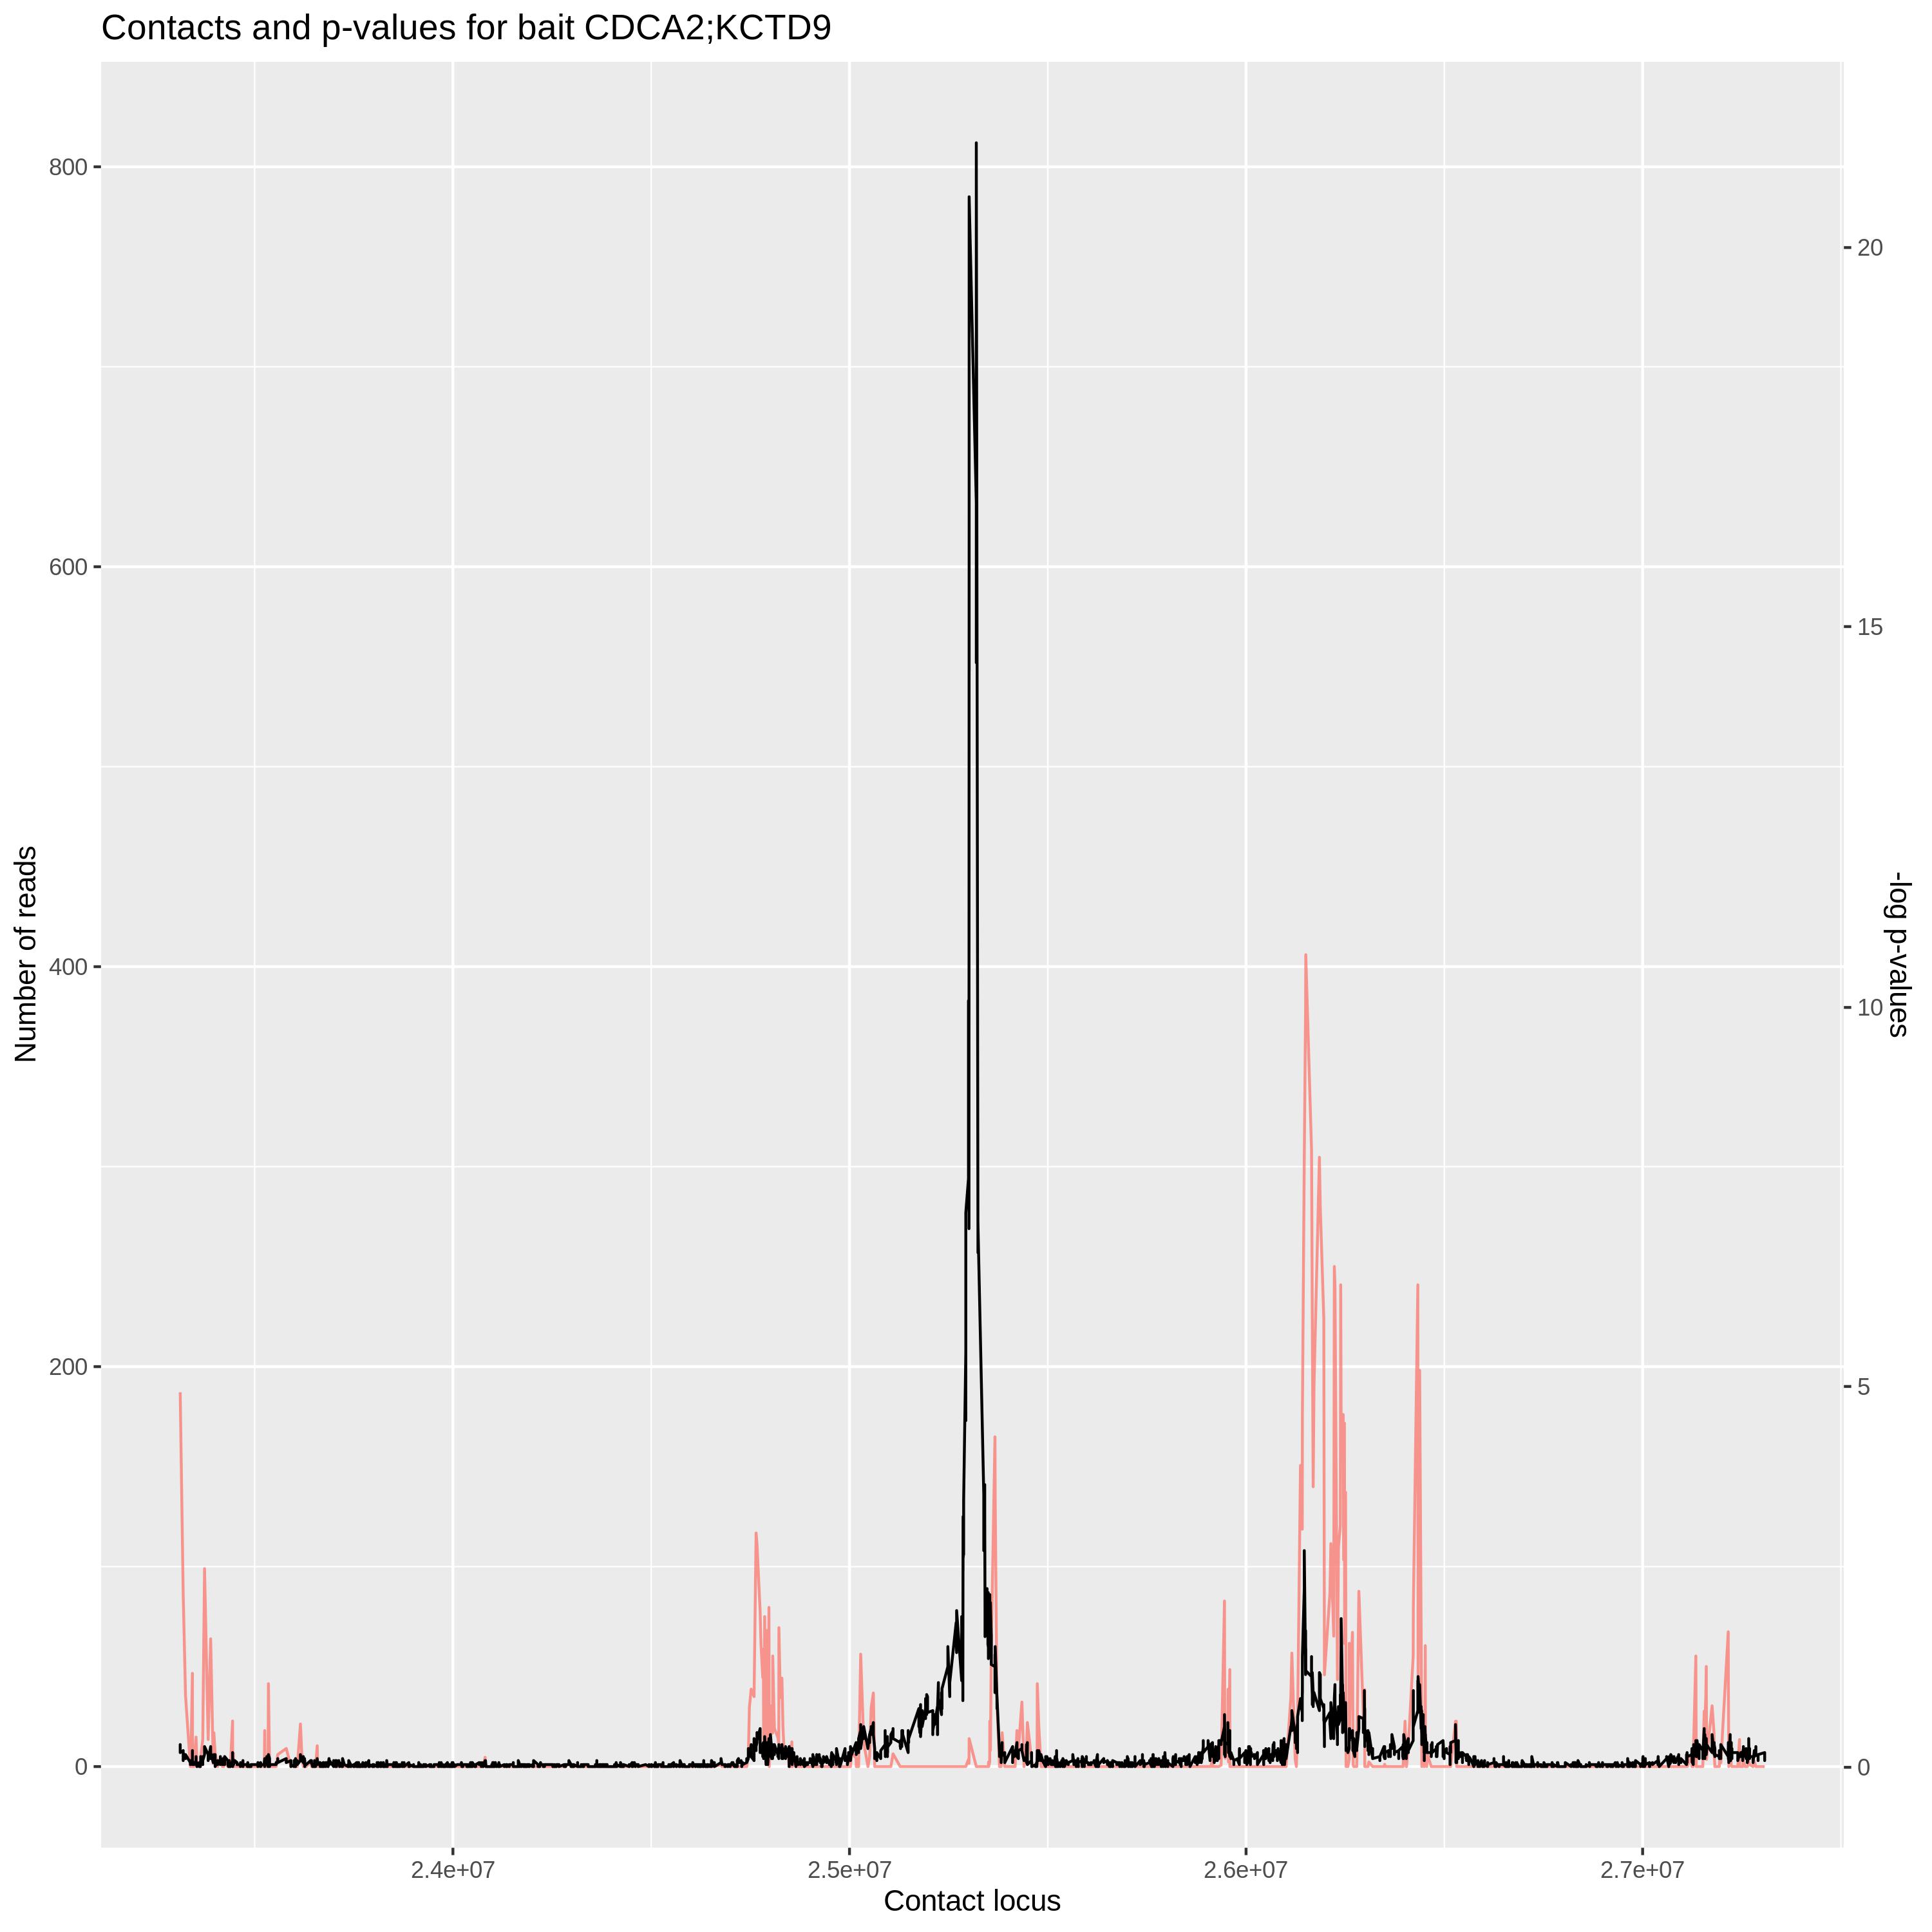 Contacts and p-values for bait CDCA2;KCTD9
800
600
400
200
0
Number of reads
20
15
10
5
0
-log p-values
2.4e+07
2.5e+07
2.6e+07
2.7e+07
Contact locus